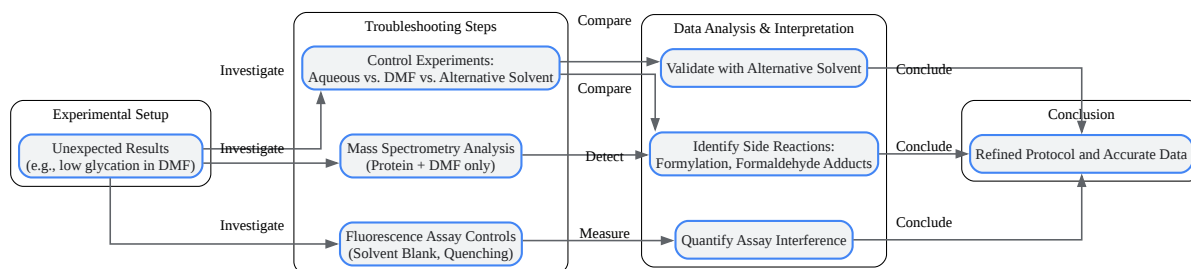 Experimental Setup
Unexpected Results
(e.g., low glycation in DMF)
Investigate
Investigate
Investigate
Troubleshooting Steps
Control Experiments:
Aqueous vs. DMF vs. Alternative Solvent
Mass Spectrometry Analysis
(Protein + DMF only)
Fluorescence Assay Controls
(Solvent Blank, Quenching)
Compare
Compare
Detect
Measure
Data Analysis & Interpretation
Validate with Alternative Solvent
Identify Side Reactions:
Formylation, Formaldehyde Adducts
Quantify Assay Interference
Conclude
Conclude
Conclude
Conclusion
Refined Protocol and Accurate Data